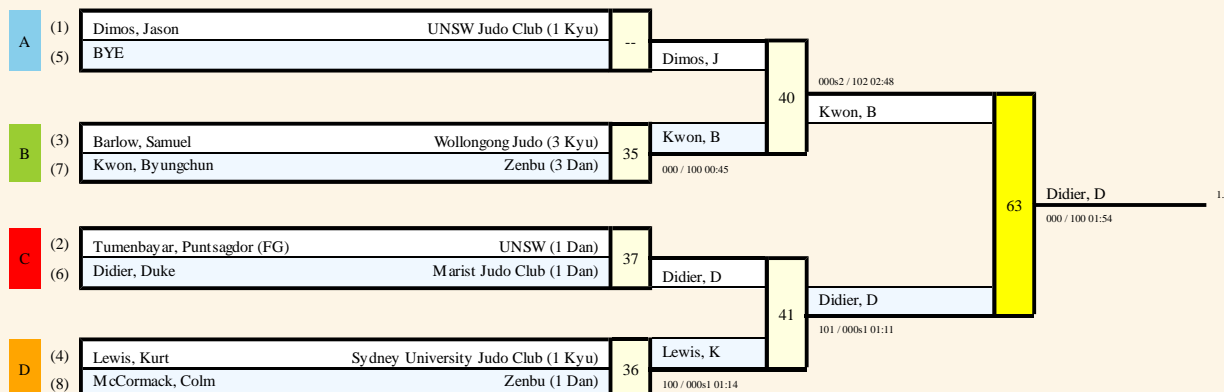 A
(1) Dimos, Jason UNSW Judo Club (1 Kyu)
(5) BYE
--
Dimos, J
B
(3) Barlow, Samuel Wollongong Judo (3 Kyu)
(7) Kwon, Byungchun Zenbu (3 Dan)
35
Kwon, B
000 / 100 00:45
40
000s2 / 102 02:48
Kwon, B
C
(2) Tumenbayar, Puntsagdor (FG) UNSW (1 Dan)
(6) Didier, Duke Marist Judo Club (1 Dan)
37
Didier, D
D
(4) Lewis, Kurt Sydney University Judo Club (1 Kyu)
(8) McCormack, Colm Zenbu (1 Dan)
36
Lewis, K
100 / 000s1 01:14
41
Didier, D
101 / 000s1 01:11
63
Didier, D
000 / 100 01:54
1.